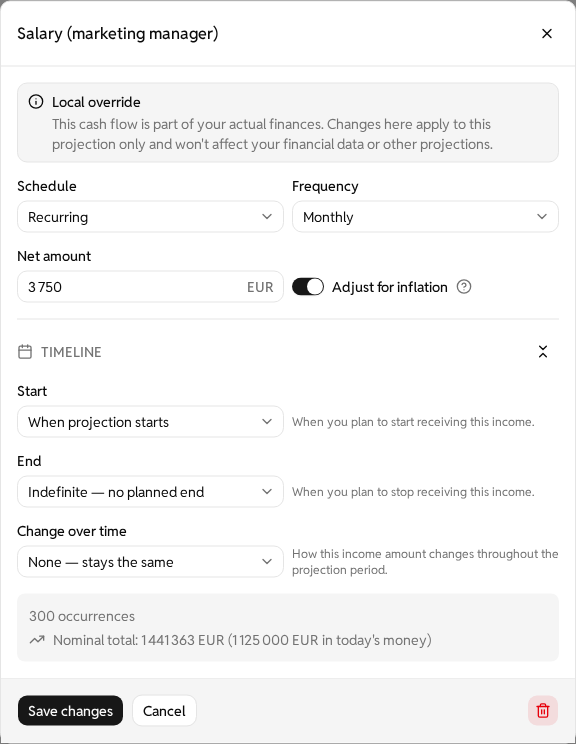 Salary (marketing manager)
Local override
This cash flow is part of your actual finances. Changes here apply to this
projection only and won't affect your financial data or other projections.
Schedule
Frequency
Recurring
Monthly
Net amount
3 750
EUR
Adjust for inflation
TIMELINE
Start
When projection starts
When you plan to start receiving this income.
End
Indefinite — no planned end
When you plan to stop receiving this income.
Change over time
None — stays the same
How this income amount changes throughout the
projection period.
300 occurrences
Nominal total: 1 441 363 EUR (1 125 000 EUR in today's money)
Save changes
Cancel